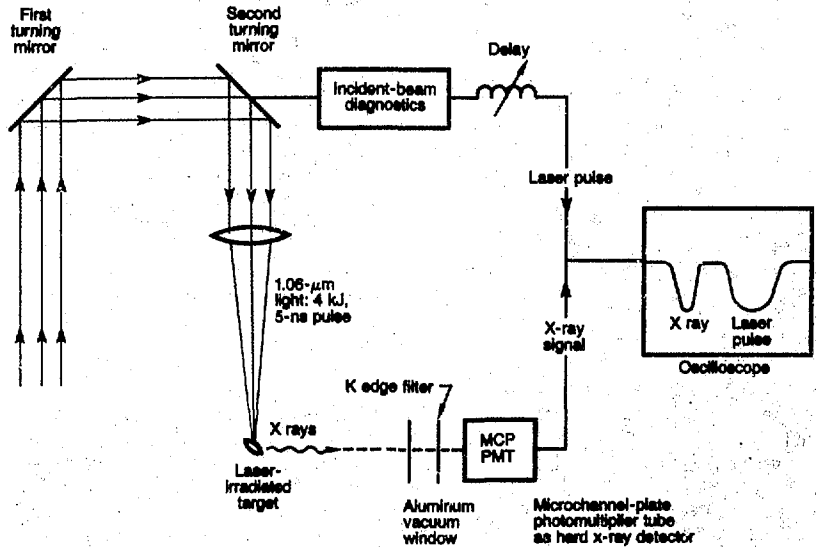 First
turning
mirror
Second
turning
mirror
Delay
Incident-beam
diagnostics
Laser pulse
1.06-μm
light: 4 kJ,
5-ns pulse
X-ray
signal
X ray
Laser
pulse
Oscilloscope
K edge filter
X rays
MCP
PMT
Laser-
irradiated
target
Aluminum
vacuum
window
Microchannel-plate
photomultiplier tube
as hard x-ray detector